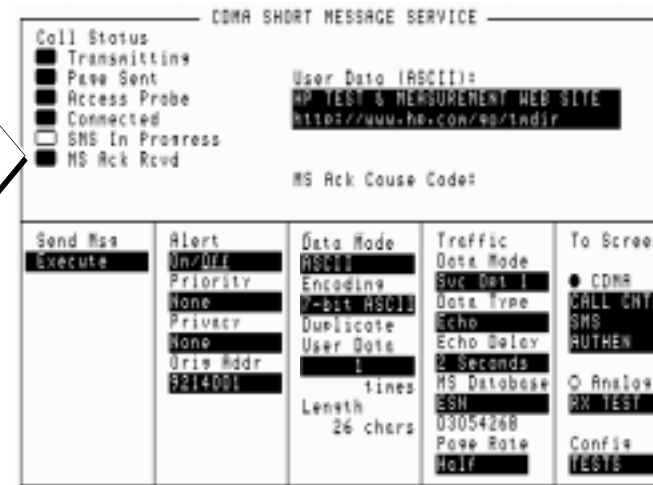 CDMA SHORT MESSAGE SERVICE
Call Status
Transmitting
Page Sent
Access Probe
Connected
SMS In Progress
MS Ack Rcvd
User Data (ASCII):
HP TEST & MEASUREMENT WEB SITE
http://www.hp.com/go/tmdir
MS Ack Cause Code:
Send Msg
Execute
Alert
On/Off
Priority
None
Privacy
None
Orig Addr
9214001
Data Mode
ASCII
Encoding
7-bit ASCII
Duplicate
User Data
1
times
Length
26 chars
Traffic
Data Mode
Svc Opt 1
Data Type
Echo
Echo Delay
2 Seconds
MS Database
ESN
03054268
Page Rate
Half
To Scree
CDMA
CALL CNT
SMS
AUTHEN
Analog
RX TEST
Config
TESTS